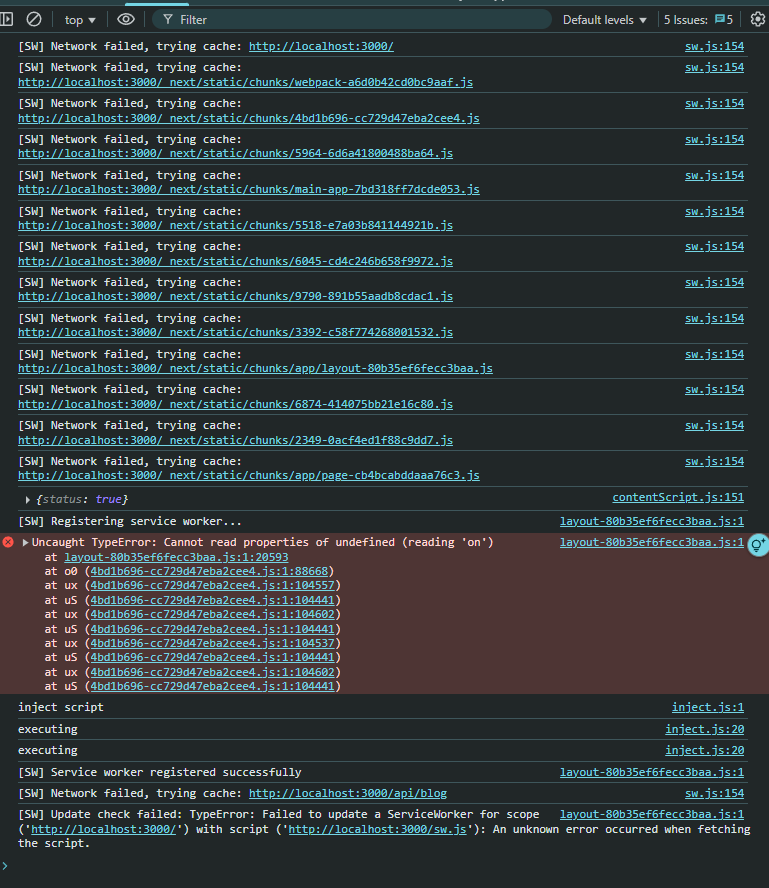 top
Filter
Default levels
5 Issues:
5
[SW] Network failed, trying cache: http://localhost:3000/
sw.js:154
[SW] Network failed, trying cache:
sw.js:154
http://localhost:3000/_next/static/chunks/webpack-a6d0b42cd0bc9aaf.js
[SW] Network failed, trying cache:
sw.js:154
http://localhost:3000/_next/static/chunks/4bd1b696-cc729d47eba2cee4.js
[SW] Network failed, trying cache:
sw.js:154
http://localhost:3000/_next/static/chunks/5964-6d6a41800488ba64.js
[SW] Network failed, trying cache:
sw.js:154
http://localhost:3000/_next/static/chunks/main-app-7bd318ff7dcde053.js
[SW] Network failed, trying cache:
sw.js:154
http://localhost:3000/_next/static/chunks/5518-e7a03b841144921b.js
[SW] Network failed, trying cache:
sw.js:154
http://localhost:3000/_next/static/chunks/6045-cd4c246b658f9972.js
[SW] Network failed, trying cache:
sw.js:154
http://localhost:3000/_next/static/chunks/9790-891b55aadb8cdac1.js
[SW] Network failed, trying cache:
sw.js:154
http://localhost:3000/_next/static/chunks/3392-c58f774268001532.js
[SW] Network failed, trying cache:
sw.js:154
http://localhost:3000/_next/static/chunks/app/layout-80b35ef6fecc3baa.js
[SW] Network failed, trying cache:
sw.js:154
http://localhost:3000/_next/static/chunks/6874-414075bb21e16c80.js
[SW] Network failed, trying cache:
sw.js:154
http://localhost:3000/_next/static/chunks/2349-0acf4ed1f88c9dd7.js
[SW] Network failed, trying cache:
sw.js:154
http://localhost:3000/_next/static/chunks/app/page-cb4bcabddaaa76c3.js
{status: true}
contentScript.js:151
[SW] Registering service worker...
layout-80b35ef6fecc3baa.js:1
Uncaught TypeError: Cannot read properties of undefined (reading 'on')
layout-80b35ef6fecc3baa.js:1
at layout-80b35ef6fecc3baa.js:1:20593
at o0 (4bd1b696-cc729d47eba2cee4.js:1:88668)
at ux (4bd1b696-cc729d47eba2cee4.js:1:104557)
at uS (4bd1b696-cc729d47eba2cee4.js:1:104441)
at ux (4bd1b696-cc729d47eba2cee4.js:1:104602)
at uS (4bd1b696-cc729d47eba2cee4.js:1:104441)
at ux (4bd1b696-cc729d47eba2cee4.js:1:104537)
at uS (4bd1b696-cc729d47eba2cee4.js:1:104441)
at ux (4bd1b696-cc729d47eba2cee4.js:1:104602)
at uS (4bd1b696-cc729d47eba2cee4.js:1:104441)
inject script
inject.js:1
executing
inject.js:20
executing
inject.js:20
[SW] Service worker registered successfully
layout-80b35ef6fecc3baa.js:1
[SW] Network failed, trying cache: http://localhost:3000/api/blog
sw.js:154
[SW] Update check failed: TypeError: Failed to update a ServiceWorker for scope
layout-80b35ef6fecc3baa.js:1
('http://localhost:3000/') with script ('http://localhost:3000/sw.js'): An unknown error occurred when fetching
the script.